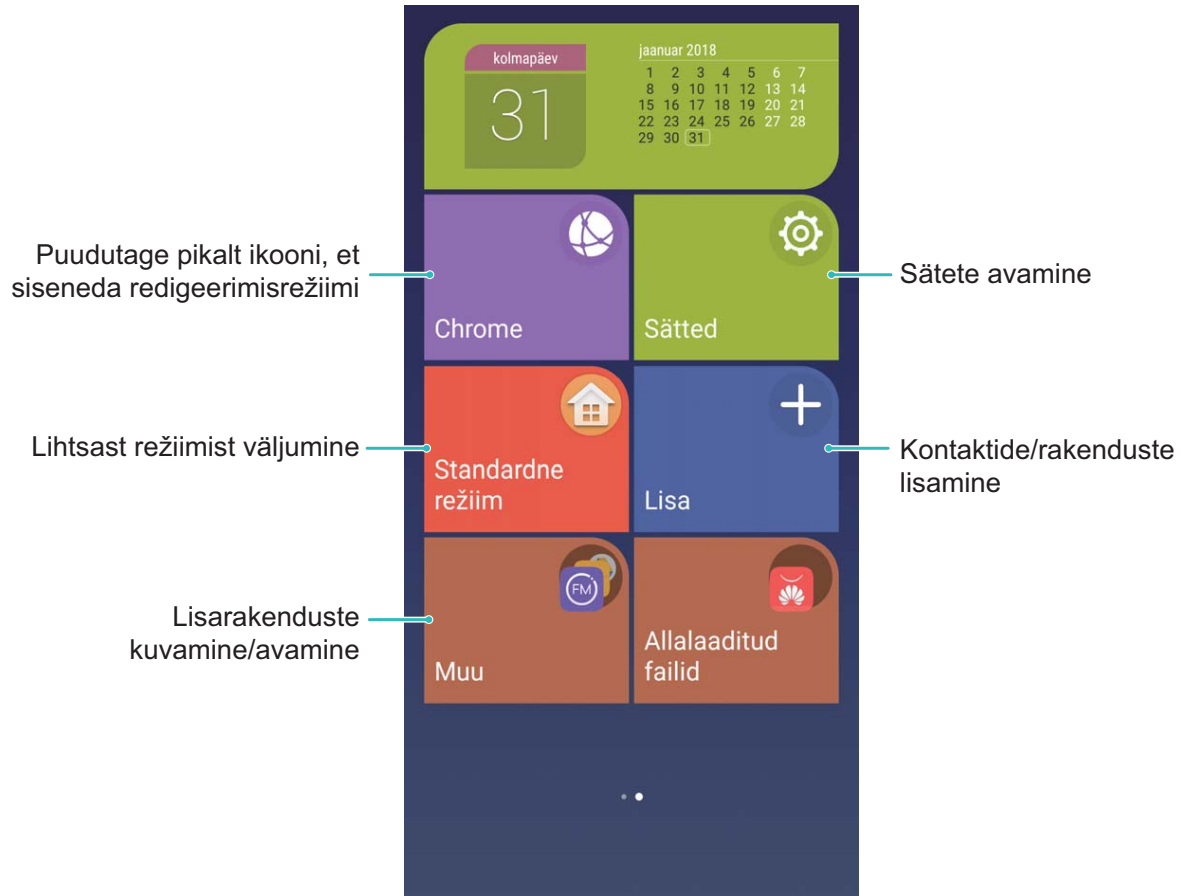 kolmapäev
31
jaanuar 2018
1 2 3 4 5 6 7
8 9 10 11 12 13 14
15 16 17 18 19 20 21
22 23 24 25 26 27 28
29 30 31
Puudutage pikalt ikooni, et
siseneda redigeerimisrežiimi
Chrome
Sätted
Sätete avamine
Lihtsast režiimist väljumine
Standardne
režiim
Lisa
Kontaktide/rakenduste
lisamine
Lisarakenduste
kuvamine/avamine
FM
Muu
Allalaaditud
failid